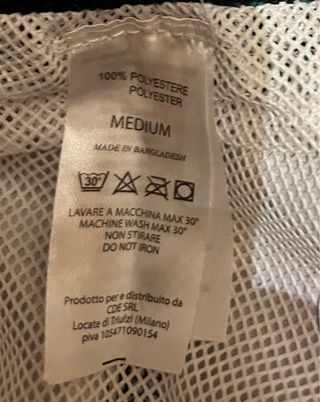 100% POLYESTERE
POLYESTER
MEDIUM
MADE IN BANGLADESH
30°
LAVARE A MACCHINA MAX 30°
MACHINE WASH MAX 30°
NON STIRARE
DO NOT IRON
Prodotto per e distribuito da
CDE SRL
Locate di Triulzi (Milano)
piva 105471090154